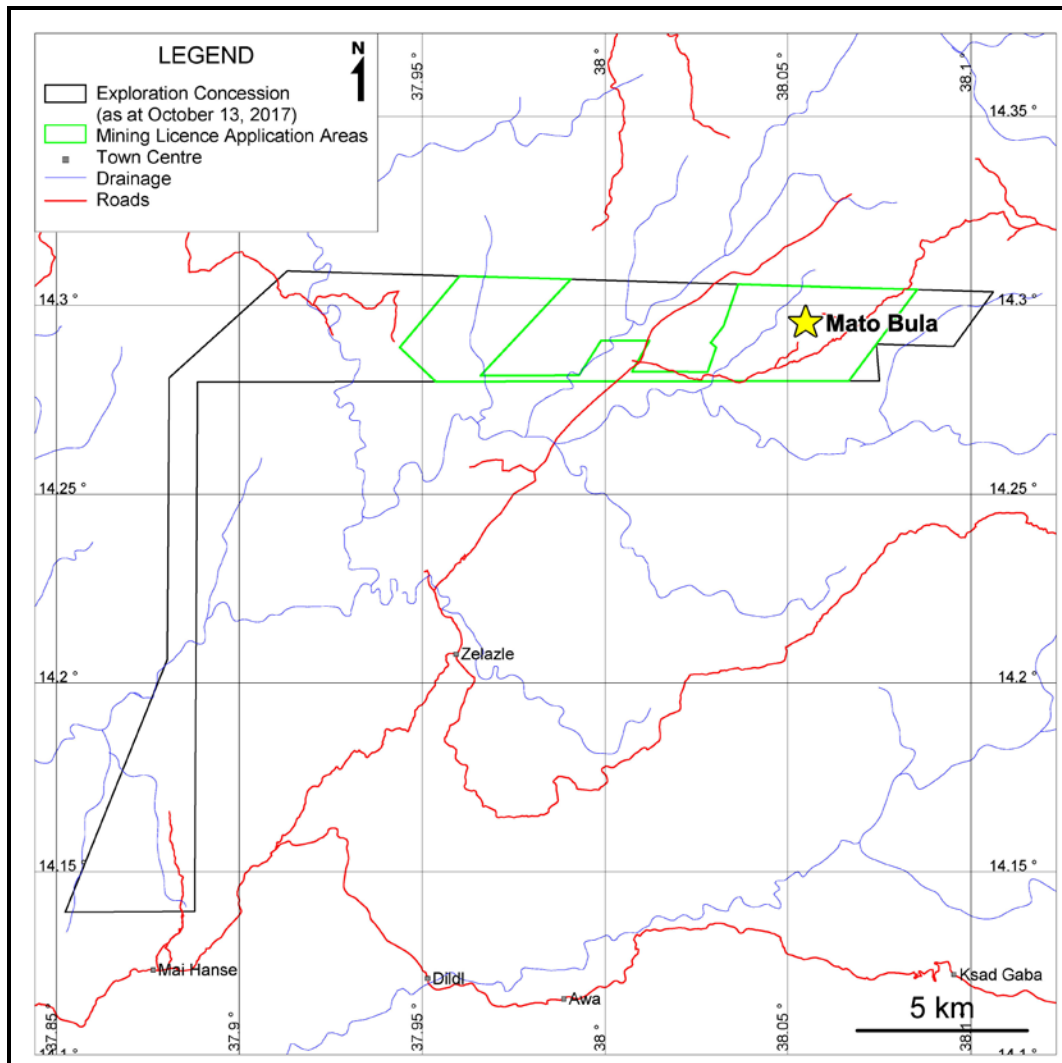 LEGEND
N
Exploration Concession
(as at October 13, 2017)
Mining Licence Application Areas
Town Centre
Drainage
Roads
37.95 °
38 °
38.05 °
38.1 °
14.35 °
14.3 °
14.3 °
Mato Bula
14.25 °
14.25 °
Zelazle
14.2 °
14.2 °
14.15 °
14.15 °
Mai Hanse
Dildl
Awa
Ksad Gaba
5 km
37.85 °
37.9 °
37.95 °
38 °
38.05 °
38.1 °
14.1 °